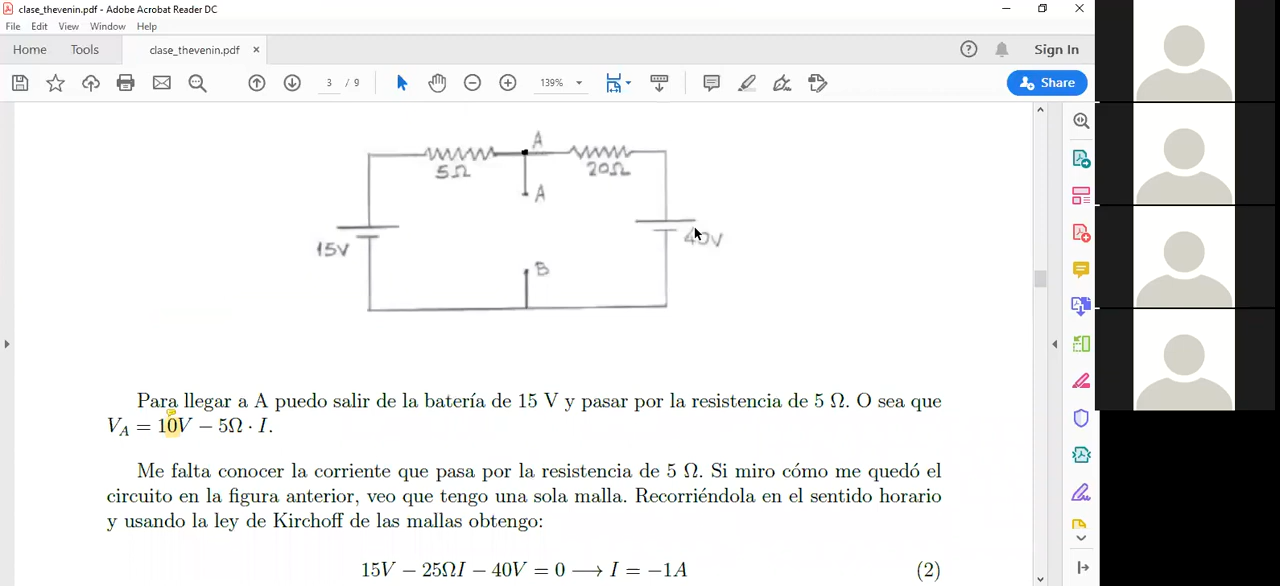 clase_thevenin.pdf - Adobe Acrobat Reader DC
File Edit View Window Help
Home Tools clase_thevenin.pdf × Sign In
3 / 9 139% Share
A
5Ω 20Ω
A
15V 40V
B
Para llegar a A puedo salir de la batería de 15 V y pasar por la resistencia de 5 Ω. O sea que
V_A = 10V − 5Ω · I.
Me falta conocer la corriente que pasa por la resistencia de 5 Ω. Si miro cómo me quedó el
circuito en la figura anterior, veo que tengo una sola malla. Recorriéndola en el sentido horario
y usando la ley de Kirchoff de las mallas obtengo:
15V − 25ΩI − 40V = 0 ⟶ I = −1A (2)